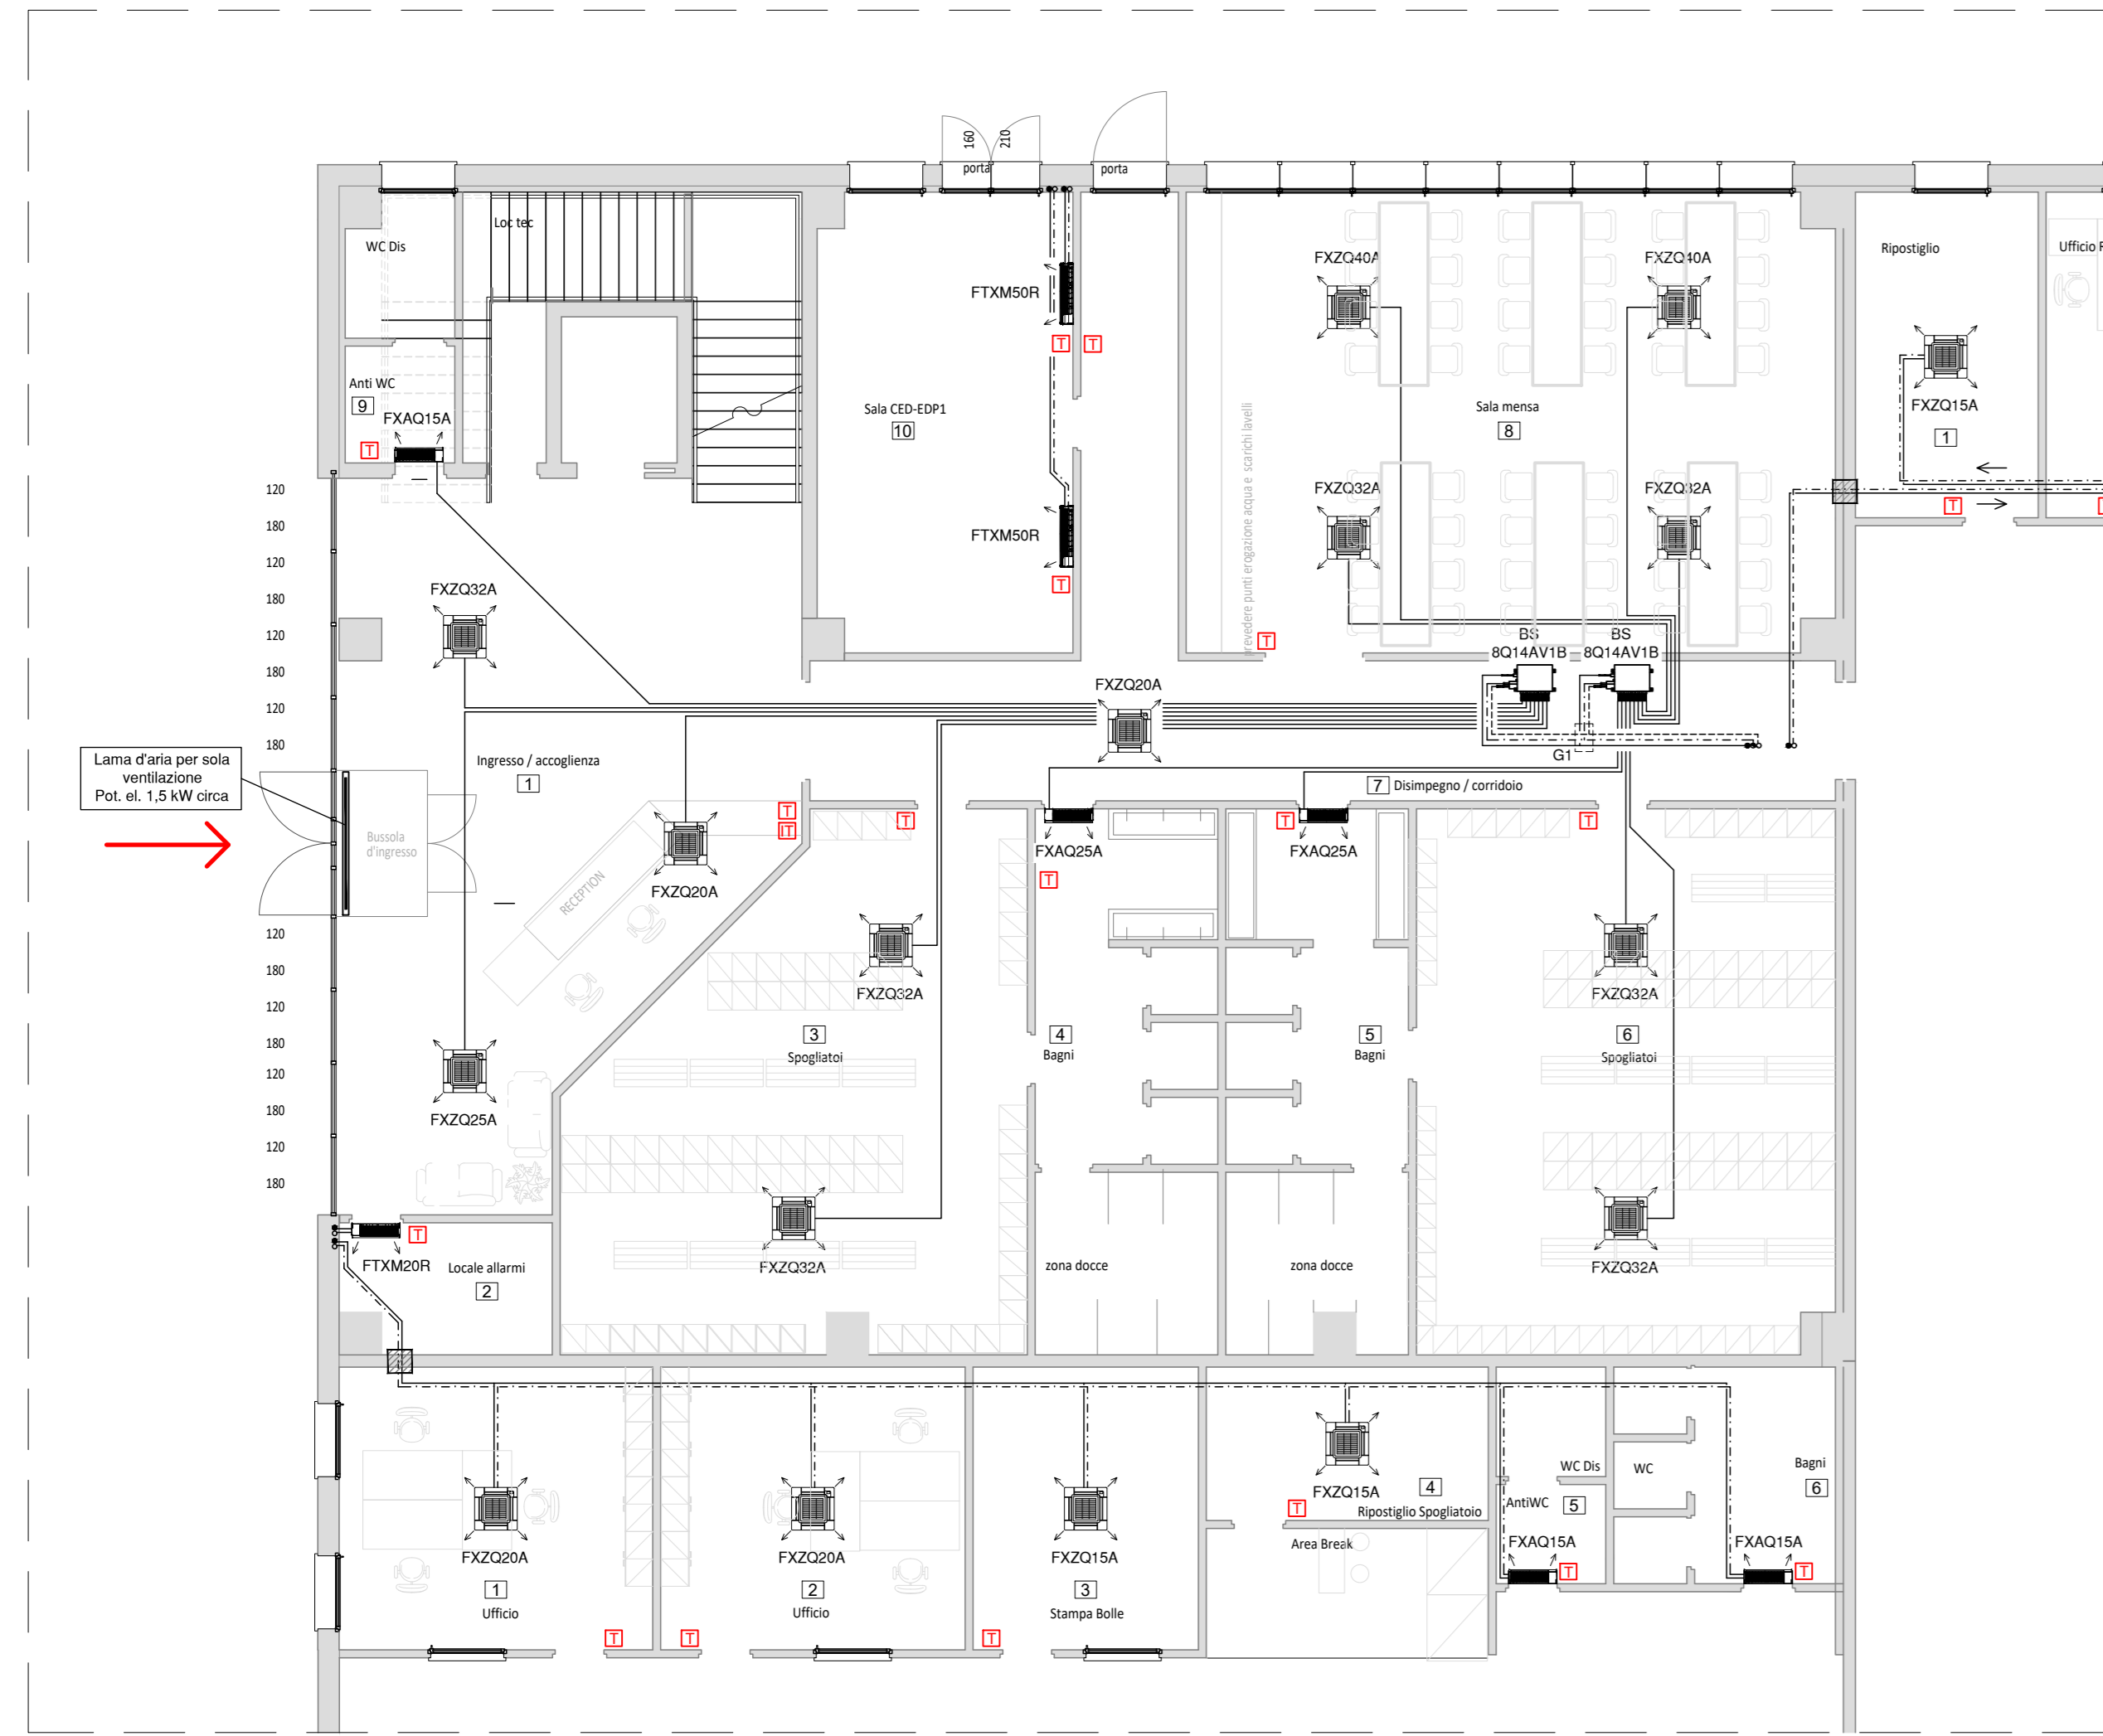 160
210
porta
porta
Loc tec
WC Dis
Ripostiglio
Ufficio
FXZQ40A
FXZQ40A
FTXM50R
T
T
Anti WC
9
FXAQ15A
T
Sala CED-EDP1
10
Sala mensa
8
FXZQ15A
1
prevedere punti erogazione acqua e scarichi lavelli
FXZQ32A
FXZQ32A
T
FTXM50R
T
120
180
120
180
120
180
120
180
FXZQ32A
T
BS
8Q14AV1B
BS
8Q14AV1B
FXZQ20A
G1
Lama d'aria per sola
ventilazione
Pot. el. 1,5 kW circa
Ingresso / accoglienza
1
7 Disimpegno / corridoio
Bussola
d'ingresso
T
IT
T
T
T
RECEPTION
FXZQ20A
FXAQ25A
FXAQ25A
T
120
180
120
180
120
180
120
180
FXZQ32A
FXZQ32A
3
Spogliatoi
4
Bagni
5
Bagni
6
Spogliatoi
FXZQ25A
T
FTXM20R
Locale allarmi
2
FXZQ32A
zona docce
zona docce
FXZQ32A
FXZQ15A
4
Ripostiglio Spogliatoio
T
WC Dis
WC
Bagni
6
AntiWC
5
Area Break
FXZQ20A
1
Ufficio
FXZQ20A
2
Ufficio
FXZQ15A
3
Stampa Bolle
FXAQ15A
T
FXAQ15A
T
T
T
T